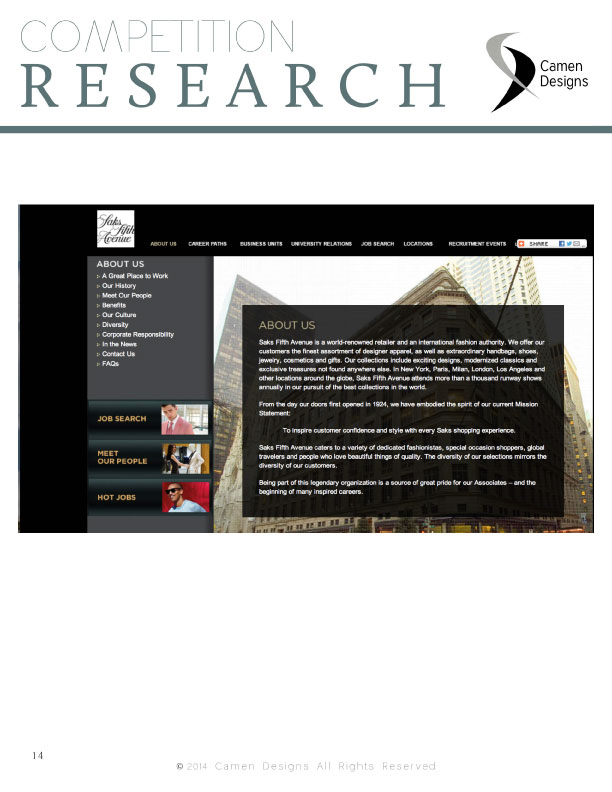 COMPETITION
RESEARCH
Camen
Designs
Saks
Fifth
Avenue
ABOUT US CAREER PATHS BUSINESS UNITS UNIVERSITY RELATIONS JOB SEARCH LOCATIONS RECRUITMENT EVENTS SHARE
ABOUT US
A Great Place to Work
Our History
Meet Our People
Benefits
Our Culture
Diversity
Corporate Responsibility
In the News
Contact Us
FAQs
JOB SEARCH
MEET
OUR PEOPLE
HOT JOBS
ABOUT US
Saks Fifth Avenue is a world-renowned retailer and an international fashion authority. We offer our
customers the finest assortment of designer apparel, as well as extraordinary handbags, shoes,
jewelry, cosmetics and gifts. Our collections include exciting designs, modernized classics and
exclusive treasures not found anywhere else. In New York, Paris, Milan, London, Los Angeles and
other locations around the globe, Saks Fifth Avenue attends more than a thousand runway shows
annually in our pursuit of the best collections in the world.
From the day our doors first opened in 1924, we have embodied the spirit of our current Mission
Statement:
To inspire customer confidence and style with every Saks shopping experience.
Saks Fifth Avenue caters to a variety of dedicated fashionistas, special occasion shoppers, global
travelers and people who love beautiful things of quality. The diversity of our selections mirrors the
diversity of our customers.
Being part of this legendary organization is a source of great pride for our Associates – and the
beginning of many inspired careers.
14
© 2014 Camen Designs All Rights Reserved